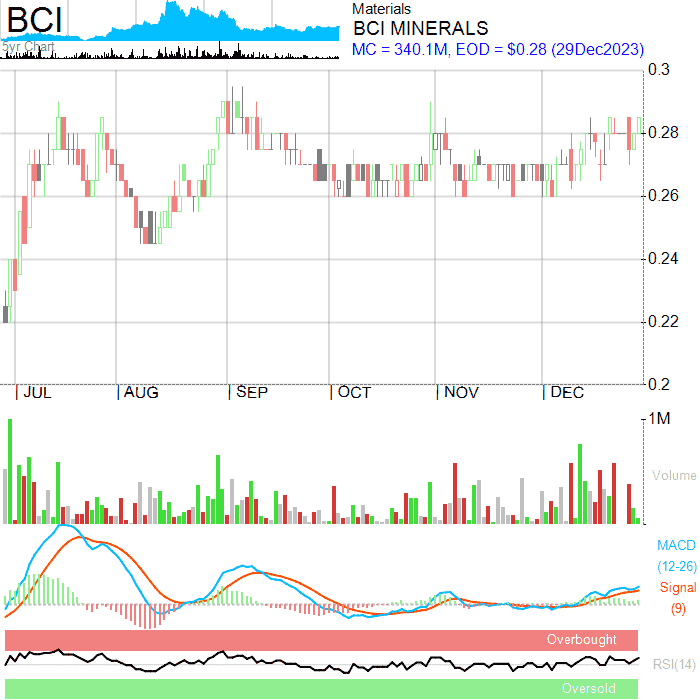 BCI
5yr Chart
Materials
BCI MINERALS
MC = 340.1M, EOD = $0.28 (29Dec2023)
0.3
0.28
0.26
0.24
0.22
0.2
JUL AUG SEP OCT NOV DEC
1M
Volume
MACD
(12-26)
Signal
(9)
Overbought
RSI(14)
Oversold